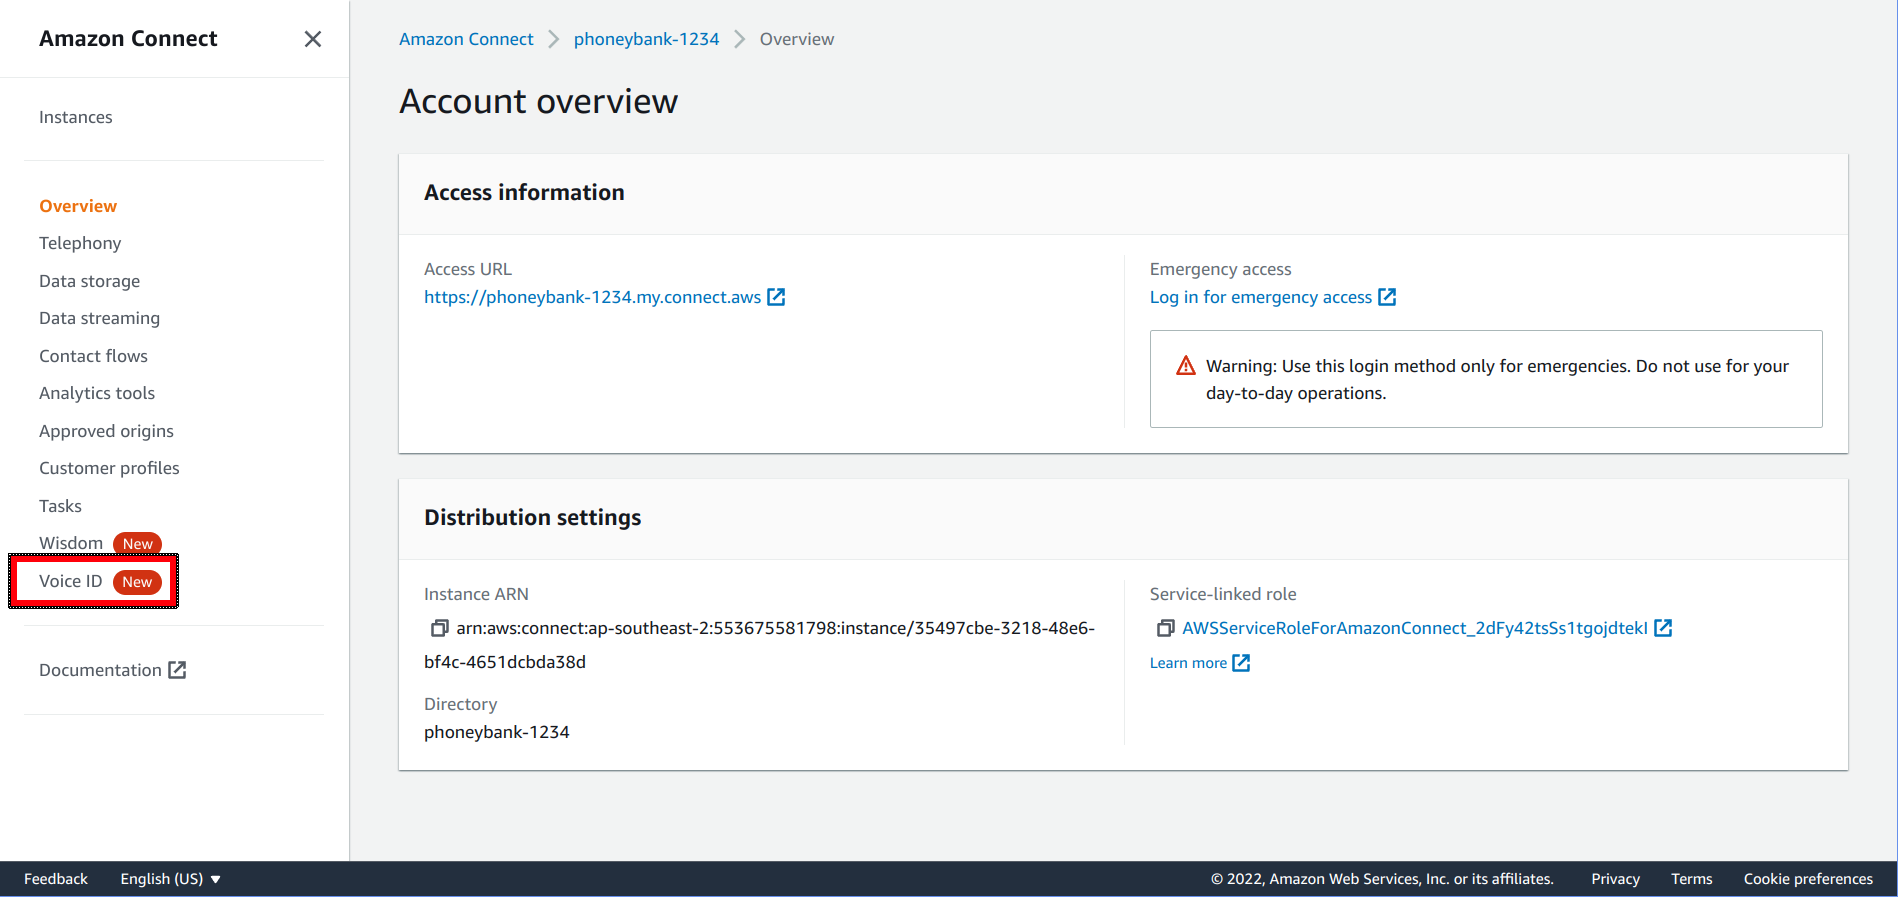 Amazon Connect
Instances
Overview
Telephony
Data storage
Data streaming
Contact flows
Analytics tools
Approved origins
Customer profiles
Tasks
Wisdom New
Voice ID New
Documentation
Amazon Connect > phoneybank-1234 > Overview
Account overview
Access information
Access URL
https://phoneybank-1234.my.connect.aws
Emergency access
Log in for emergency access
Warning: Use this login method only for emergencies. Do not use for your
day-to-day operations.
Distribution settings
Instance ARN
arn:aws:connect:ap-southeast-2:553675581798:instance/35497cbe-3218-48e6-
bf4c-4651dcbda38d
Directory
phoneybank-1234
Service-linked role
AWSServiceRoleForAmazonConnect_2dFy42tsSs1tgojdtekI
Learn more
Feedback English (US) © 2022, Amazon Web Services, Inc. or its affiliates. Privacy Terms Cookie preferences